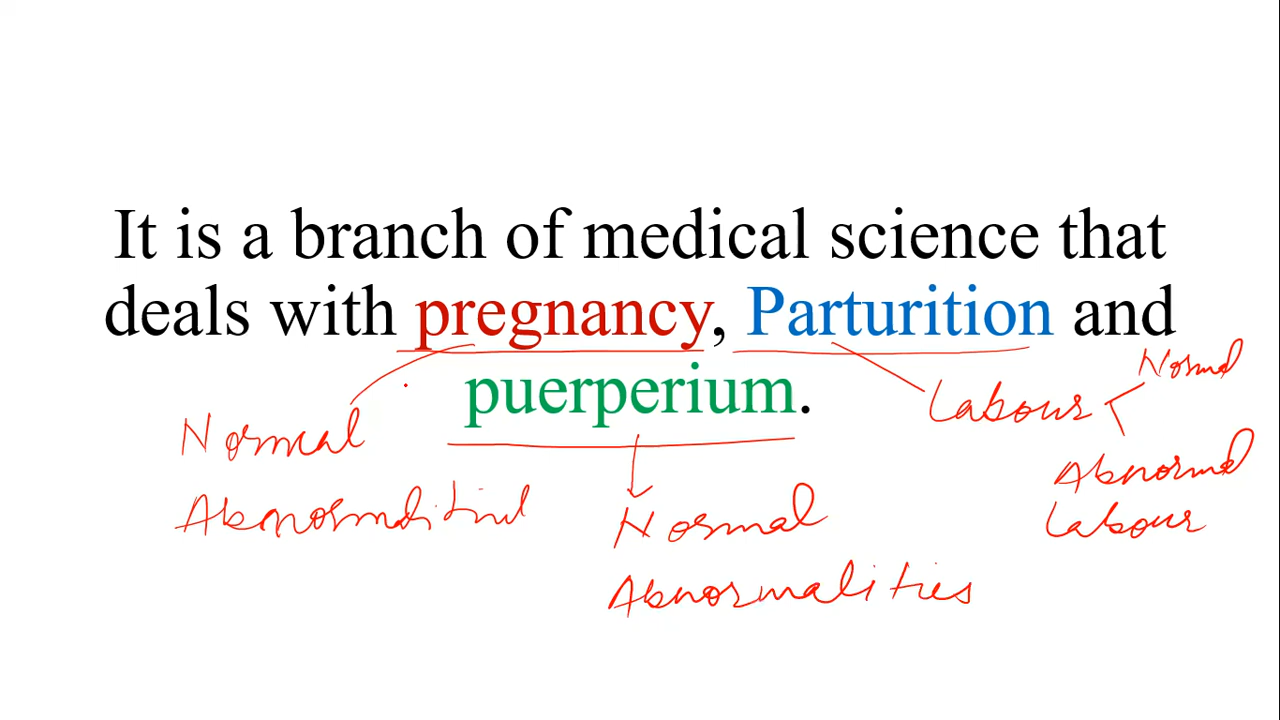 It is a branch of medical science that
deals with pregnancy, Parturition and
puerperium.
Normal
Labour
Normal
Abnormal
Labour
Normal
Abnormalities